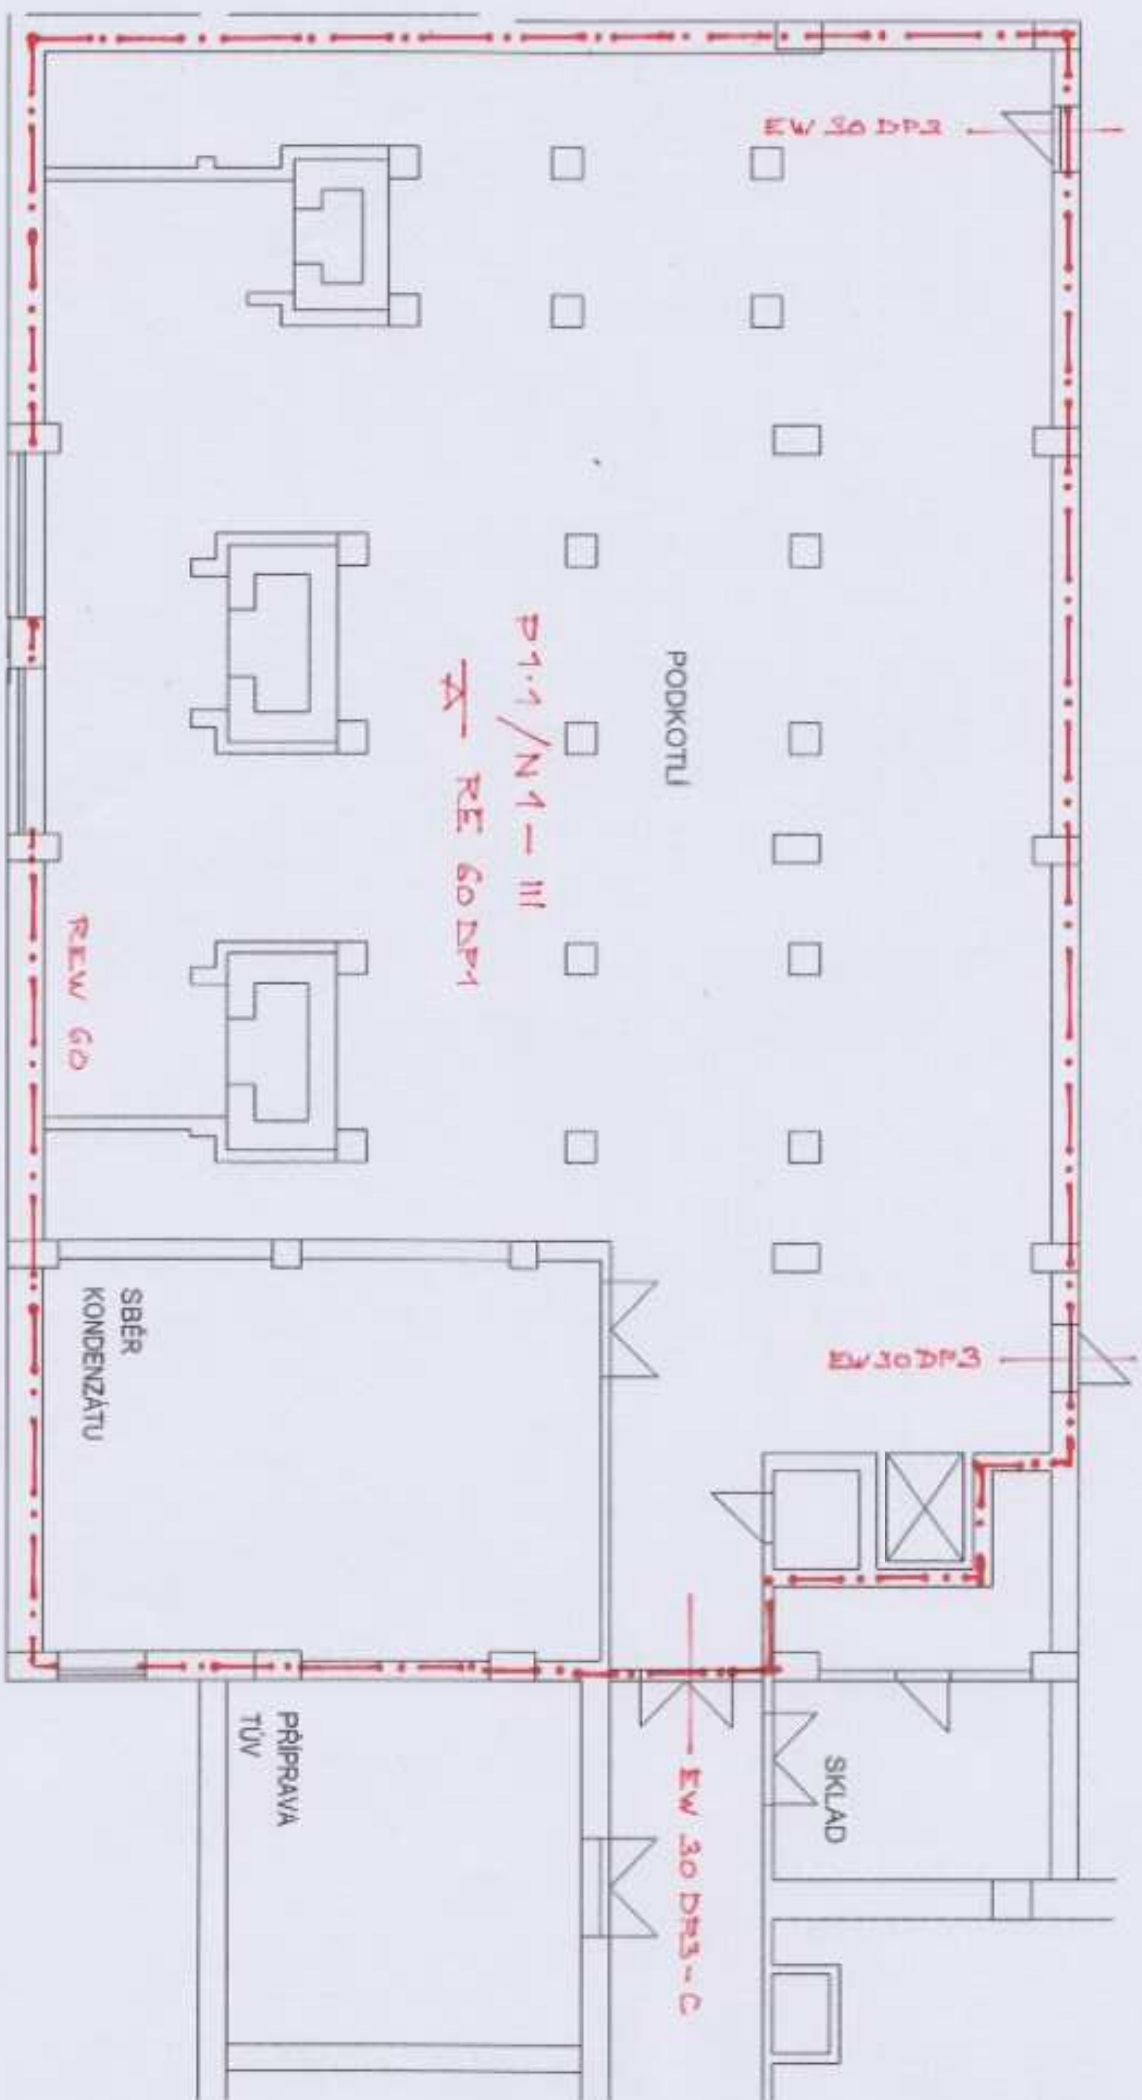 EW 30 DP3
PODKOTLÍ
P1.1/N1 - III
A RE 60 DP1
REW 60
EW 30 DP3
SBĚR
KONDENZÁTU
PŘÍPRAVA
TÚV
SKLAD
EW 30 DP3-C